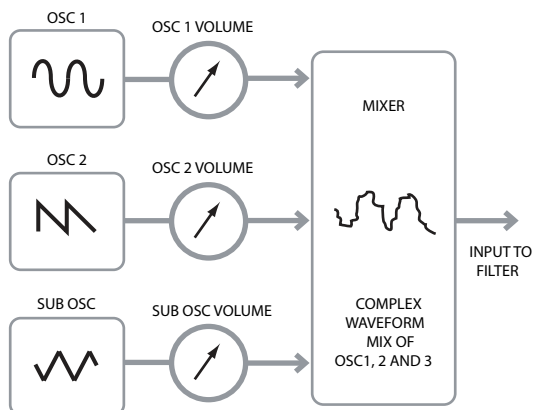 OSC 1
OSC 1 VOLUME
MIXER
OSC 2
OSC 2 VOLUME
INPUT TO
FILTER
SUB OSC
SUB OSC VOLUME
COMPLEX
WAVEFORM
MIX OF
OSC1, 2 AND 3